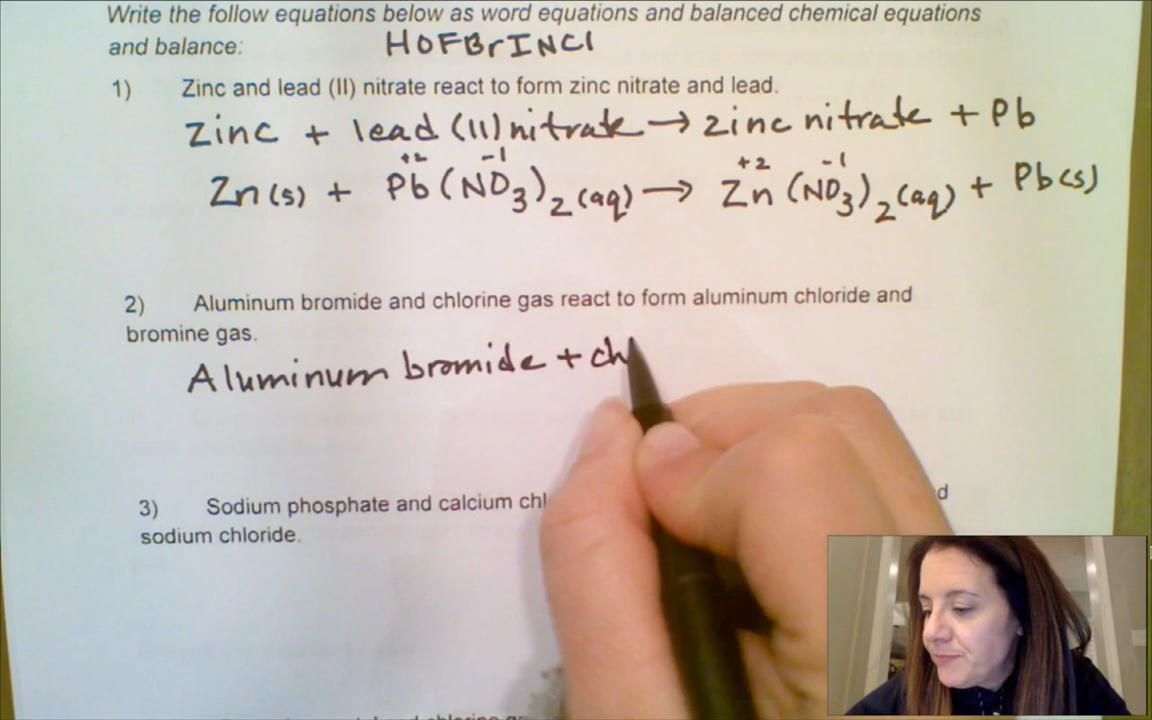 Write the follow equations below as word equations and balanced chemical equations
and balance: HOFBrINCl
1) Zinc and lead (II) nitrate react to form zinc nitrate and lead.
Zinc + lead (II) nitrate → zinc nitrate + Pb
+2 -1 +2 -1
Zn (s) + Pb (NO3)2 (aq) → Zn (NO3)2 (aq) + Pb (s)
2) Aluminum bromide and chlorine gas react to form aluminum chloride and
bromine gas.
Aluminum bromide + ch
3) Sodium phosphate and calcium chl d
sodium chloride.